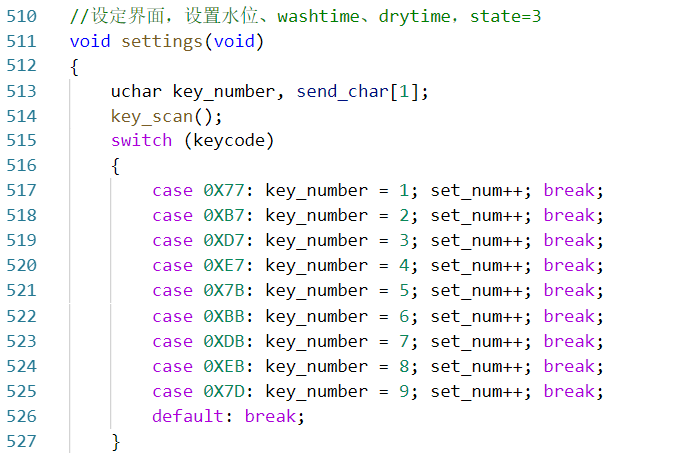 510 //设定界面，设置水位、washtime、drytime，state=3
511 void settings(void)
512 {
513 uchar key_number, send_char[1];
514 key_scan();
515 switch (keycode)
516 {
517 case 0X77: key_number = 1; set_num++; break;
518 case 0XB7: key_number = 2; set_num++; break;
519 case 0XD7: key_number = 3; set_num++; break;
520 case 0XE7: key_number = 4; set_num++; break;
521 case 0X7B: key_number = 5; set_num++; break;
522 case 0XBB: key_number = 6; set_num++; break;
523 case 0XDB: key_number = 7; set_num++; break;
524 case 0XEB: key_number = 8; set_num++; break;
525 case 0X7D: key_number = 9; set_num++; break;
526 default: break;
527 }